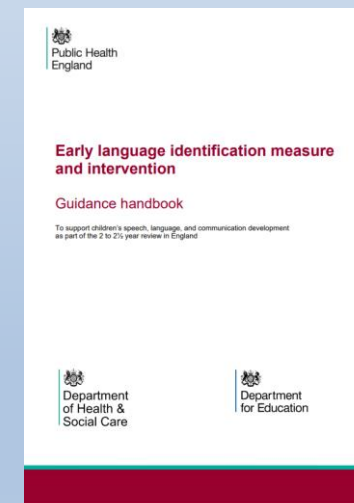 Public Health
England
Early language identification measure
and intervention
Guidance handbook
To support children's speech, language, and communication development
as part of the 2 to 2½ year review in England
Department
of Health &
Social Care
Department
for Education